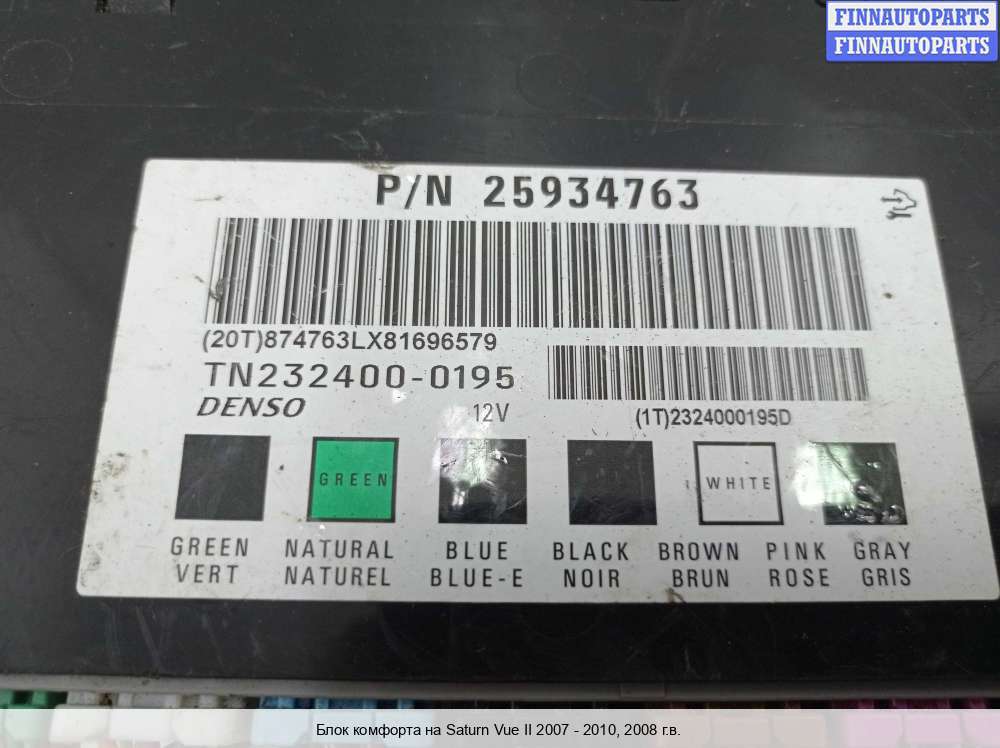 FINNAUTOPARTS
FINNAUTOPARTS
P/N 25934763
(20T)874763LX81696579
TN232400-0195
DENSO 12V
(1T)2324000195D
GREEN WHITE
GREEN NATURAL BLUE BLACK BROWN PINK GRAY
VERT NATUREL BLUE-E NOIR BRUN ROSE GRIS
Блок комфорта на Saturn Vue II 2007 - 2010, 2008 г.в.